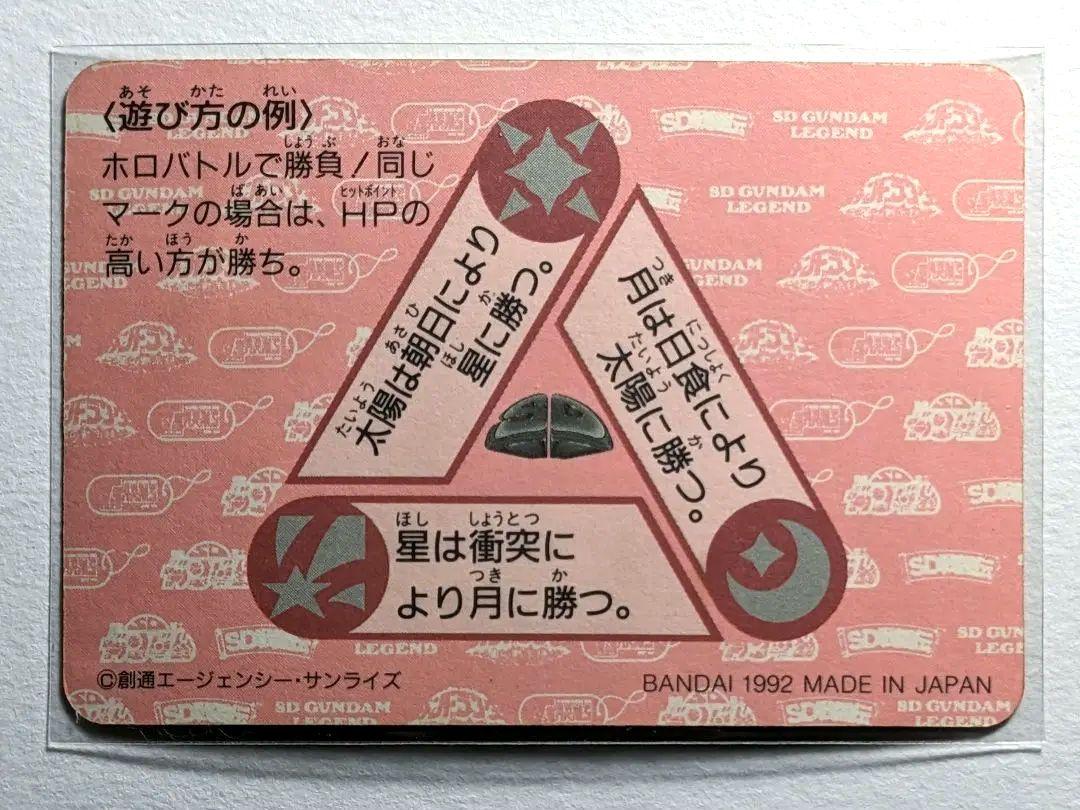 〈遊び方の例〉
ホロバトルで勝負！同じ
マークの場合は、HPの
高い方が勝ち。
太陽は朝日により
星に勝つ。
月は日食により
太陽に勝つ。
星は衝突に
より月に勝つ。
©創通エージェンシー・サンライズ
BANDAI 1992 MADE IN JAPAN
SD GUNDAM
LEGEND